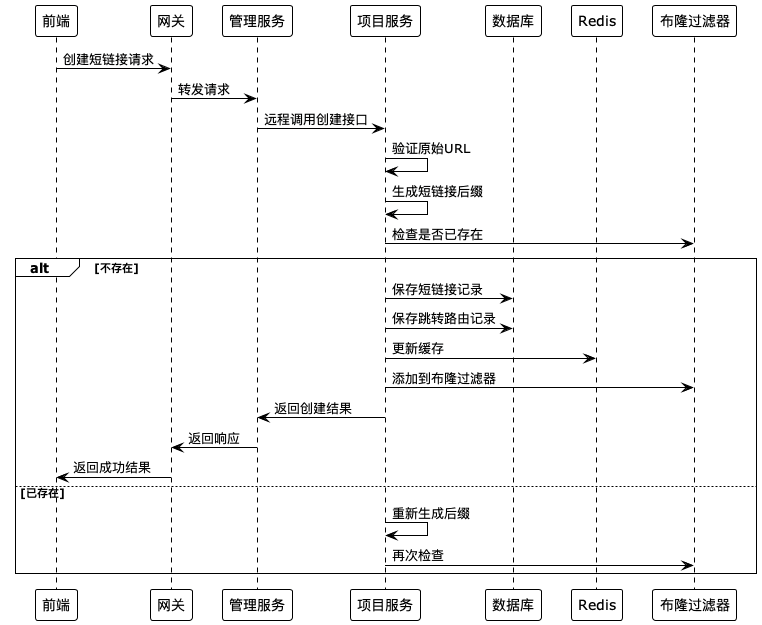 前端 网关 管理服务 项目服务 数据库 Redis 布隆过滤器
创建短链接请求
转发请求
远程调用创建接口
验证原始URL
生成短链接后缀
检查是否已存在
alt [不存在]
保存短链接记录
保存跳转路由记录
更新缓存
添加到布隆过滤器
返回创建结果
返回响应
返回成功结果
[已存在]
重新生成后缀
再次检查
前端 网关 管理服务 项目服务 数据库 Redis 布隆过滤器